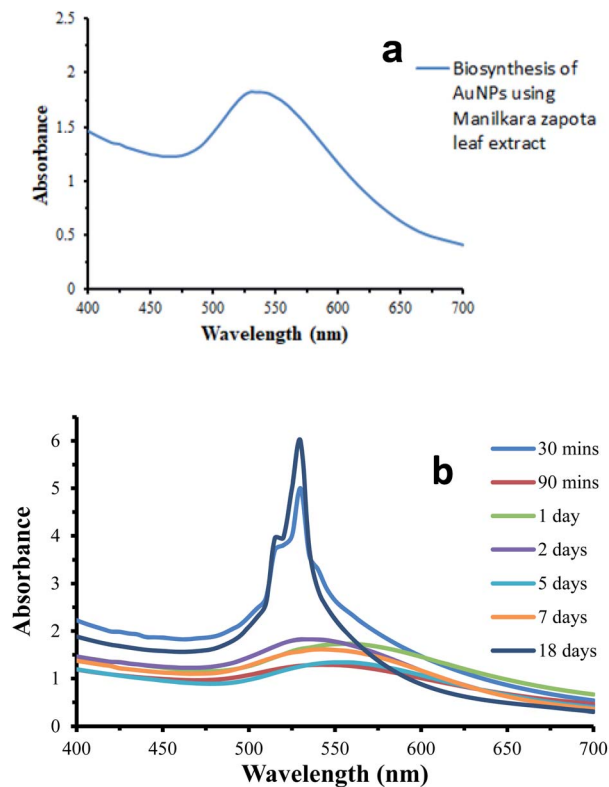 2.5
a
2
Biosynthesis of
AuNPs using
Manilkara zapota
leaf extract
1.5
Absorbance
1
0.5
0
400 450 500 550 600 650 700
Wavelength (nm)
b
6
5
4
3
2
1
0
Absorbance
30 mins
90 mins
1 day
2 days
5 days
7 days
18 days
400 450 500 550 600 650 700
Wavelength (nm)